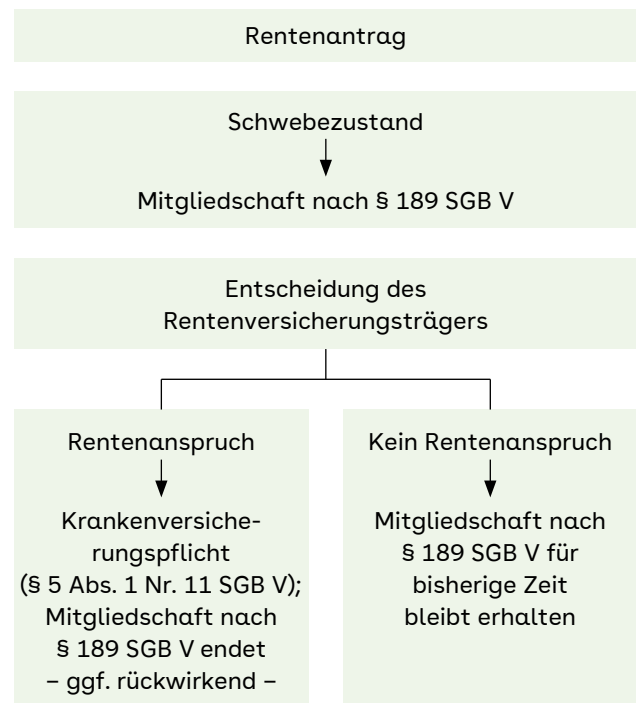 Rentenantrag
Schwebezustand
Mitgliedschaft nach § 189 SGB V
Entscheidung des
Rentenversicherungsträgers
Rentenanspruch
Krankenversiche-
rungspflicht
(§ 5 Abs. 1 Nr. 11 SGB V);
Mitgliedschaft nach
§ 189 SGB V endet
– ggf. rückwirkend –
Kein Rentenanspruch
Mitgliedschaft nach
§ 189 SGB V für
bisherige Zeit
bleibt erhalten